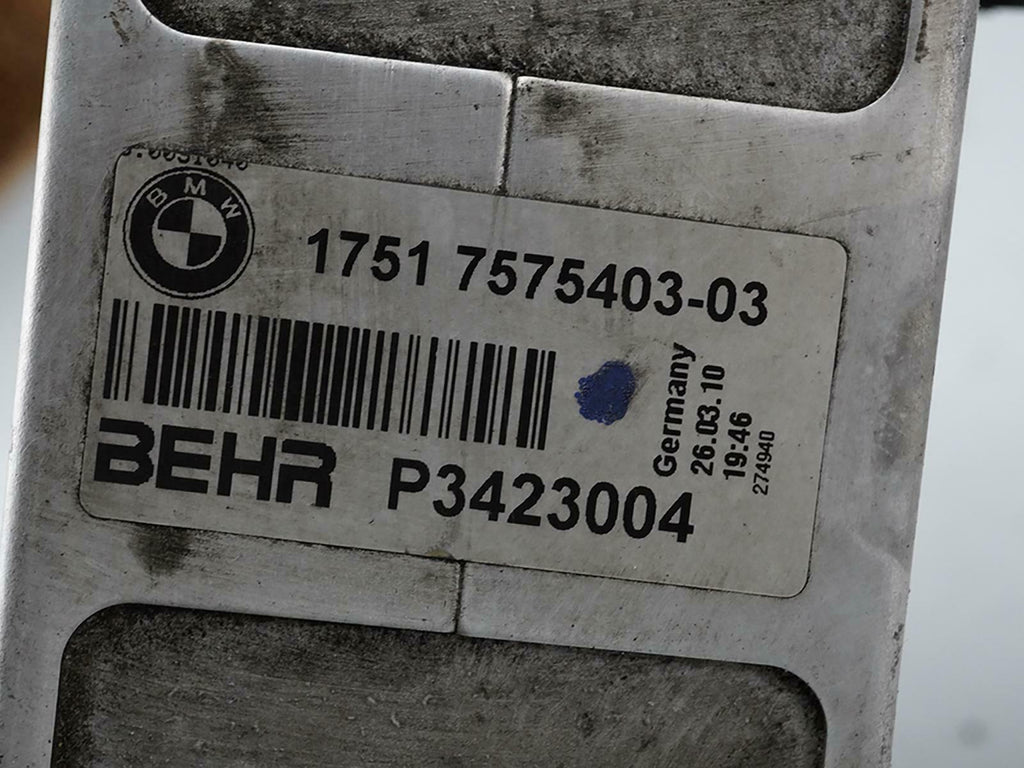 BMW
1751 7575403-03
Germany
26.03.10
19:46
274940
BEHR P3423004